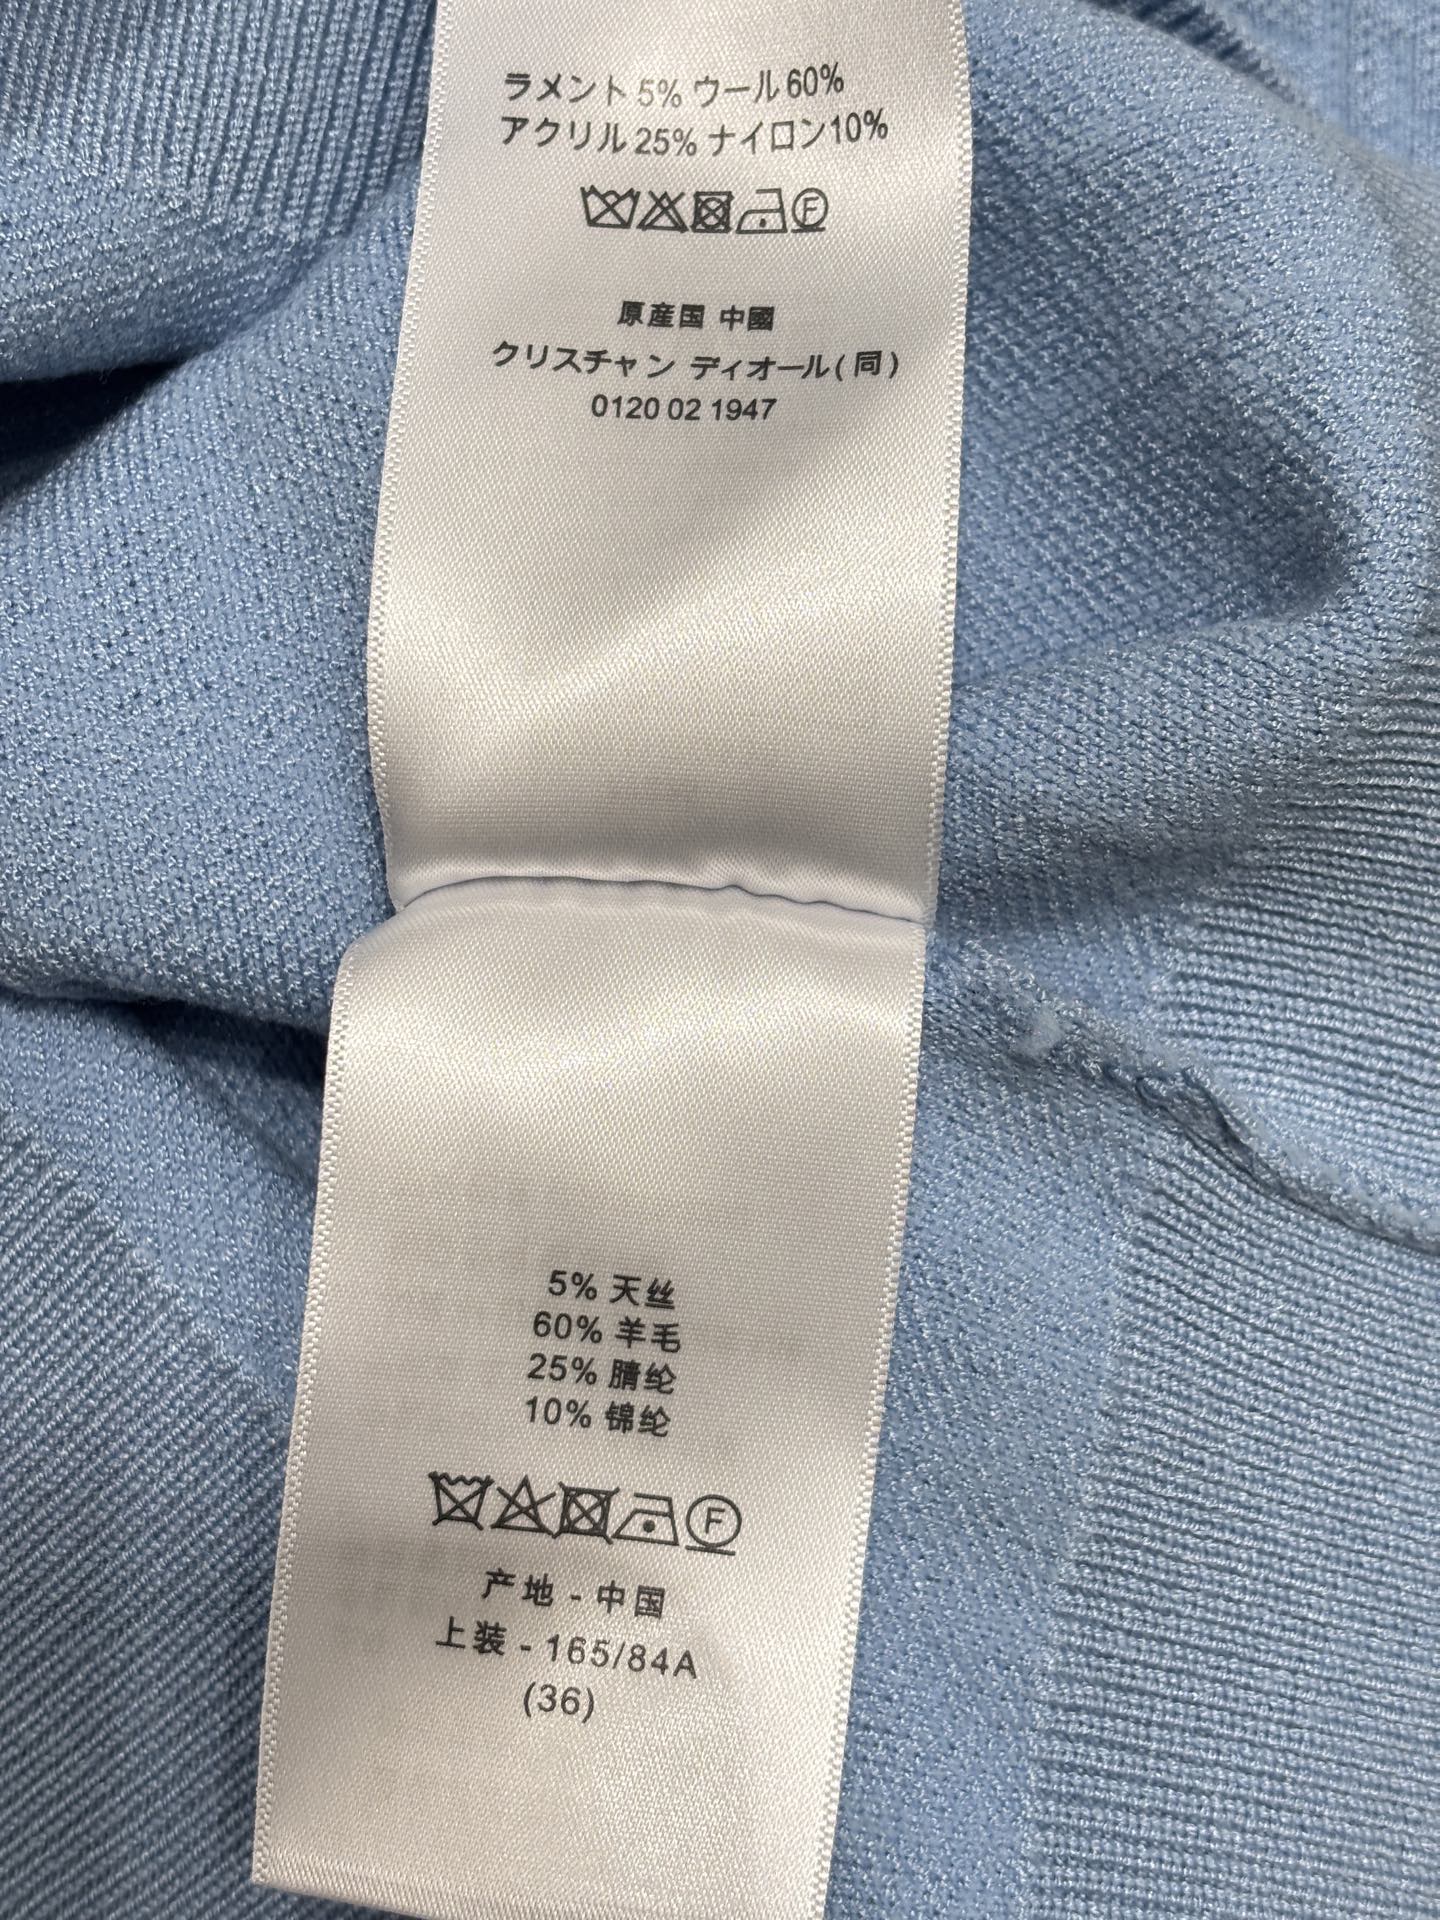 ラメント 5% ウール 60%
アクリル 25% ナイロン 10%
F
原産国 中國
クリスチャン ディオール(同)
0120 02 1947
5% 天丝
60% 羊毛
25% 腈纶
10% 锦纶
F
产地 - 中国
上装 - 165/84A
(36)